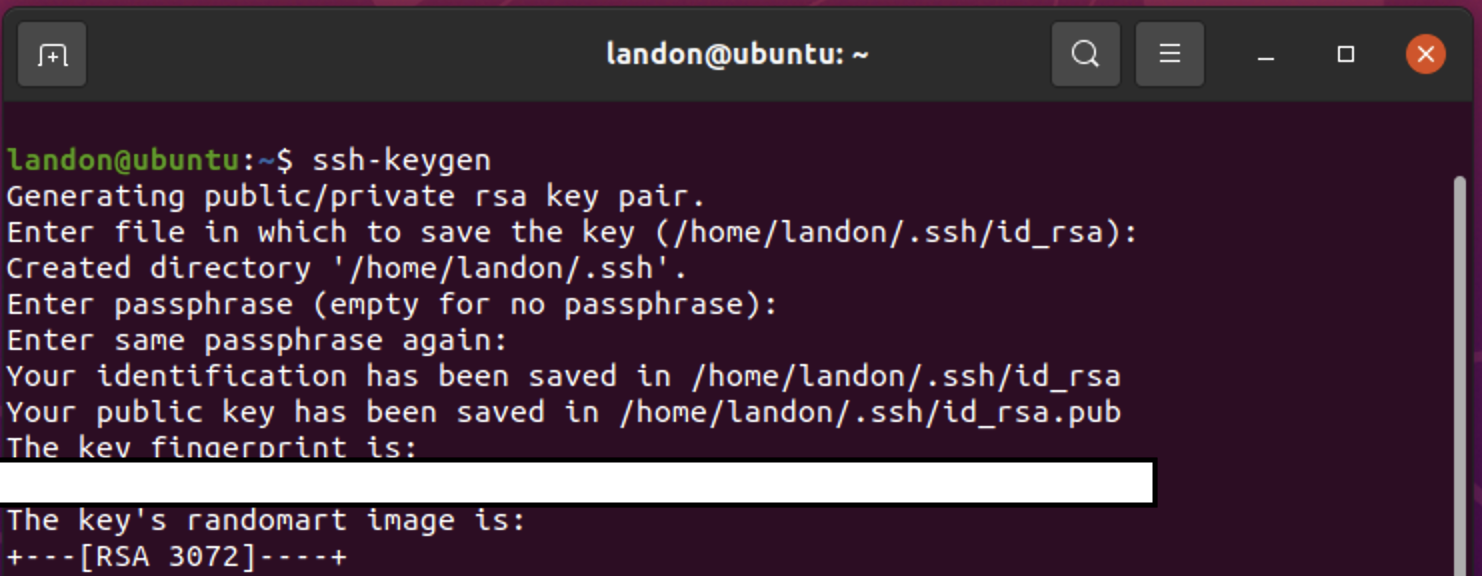 landon@ubuntu: ~
landon@ubuntu:~$ ssh-keygen
Generating public/private rsa key pair.
Enter file in which to save the key (/home/landon/.ssh/id_rsa):
Created directory '/home/landon/.ssh'.
Enter passphrase (empty for no passphrase):
Enter same passphrase again:
Your identification has been saved in /home/landon/.ssh/id_rsa
Your public key has been saved in /home/landon/.ssh/id_rsa.pub
The key fingerprint is:
The key's randomart image is:
+---[RSA 3072]----+